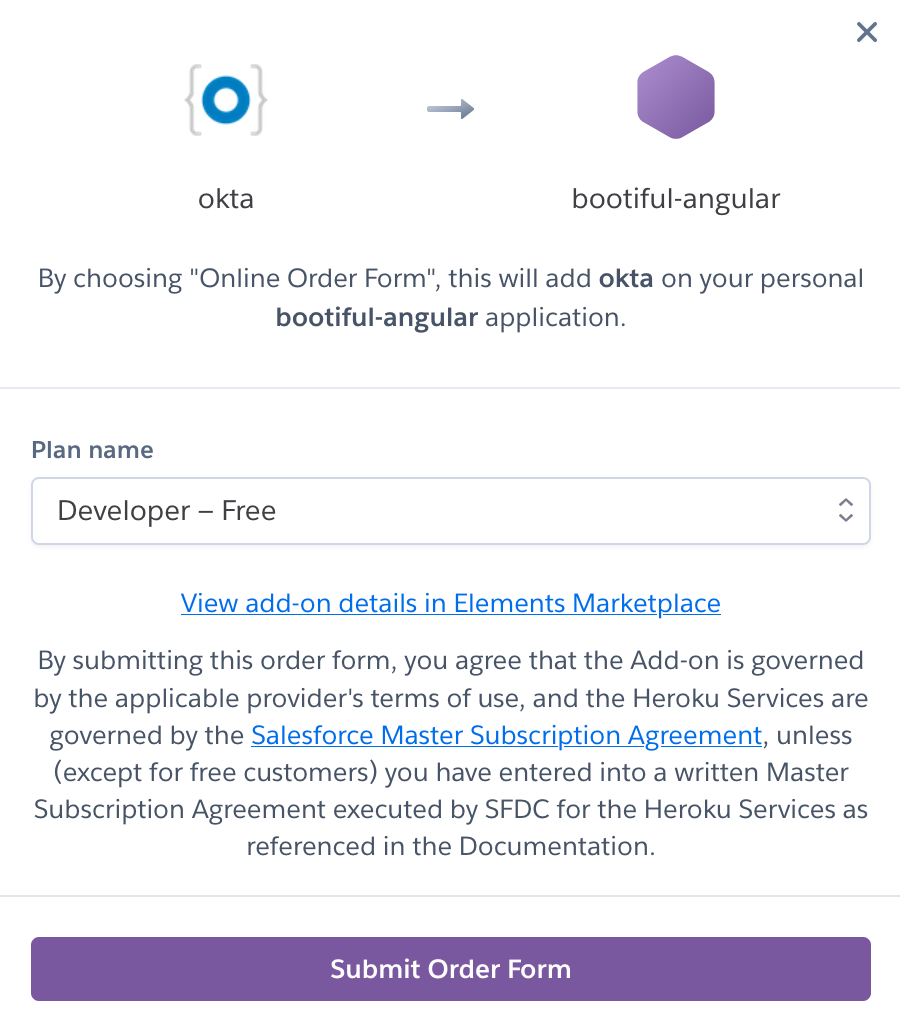 okta
bootiful-angular
By choosing "Online Order Form", this will add okta on your personal
bootiful-angular application.
Plan name
Developer – Free
View add-on details in Elements Marketplace
By submitting this order form, you agree that the Add-on is governed
by the applicable provider's terms of use, and the Heroku Services are
governed by the Salesforce Master Subscription Agreement, unless
(except for free customers) you have entered into a written Master
Subscription Agreement executed by SFDC for the Heroku Services as
referenced in the Documentation.
Submit Order Form